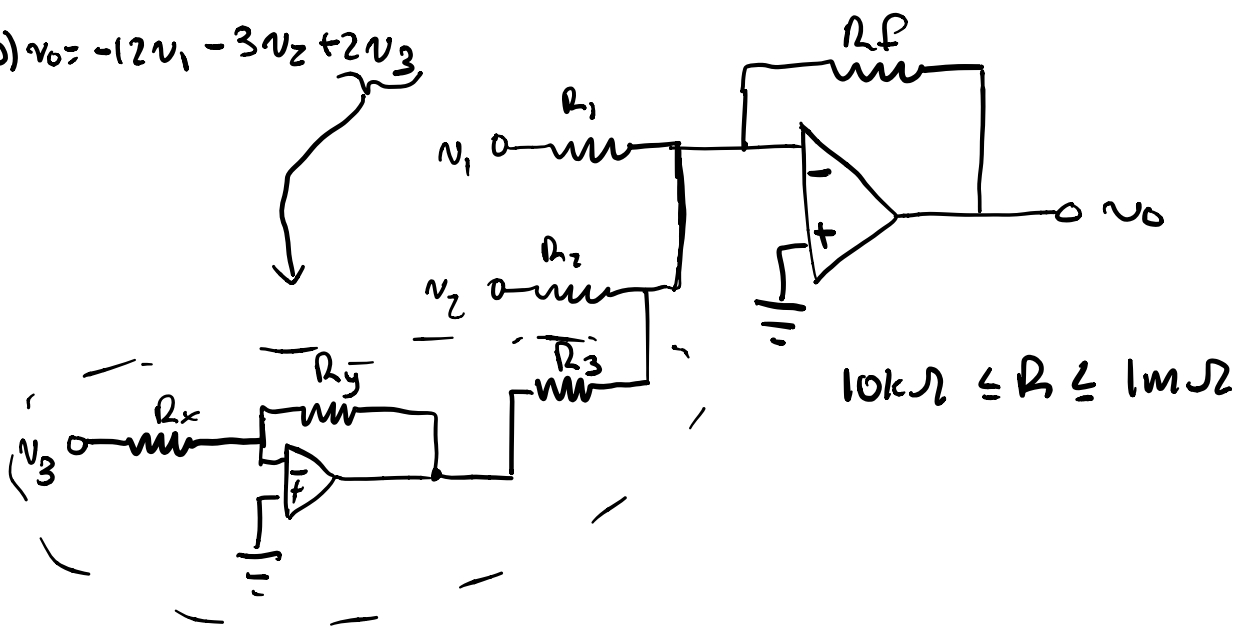 b) v₀ = -12v₁ - 3v₂ + 2v₃
Rf
R₁
v₁
-
+
v₀
R₂
v₂
R₃
10kΩ ≤ R ≤ 1mΩ
Ry
Rx
v₃
-
+